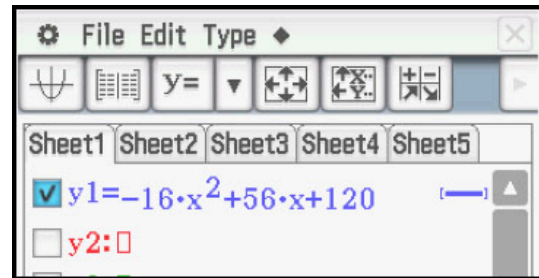 File Edit Type ◆
y=
Sheet1 Sheet2 Sheet3 Sheet4 Sheet5
y1=-16·x²+56·x+120
y2:▯